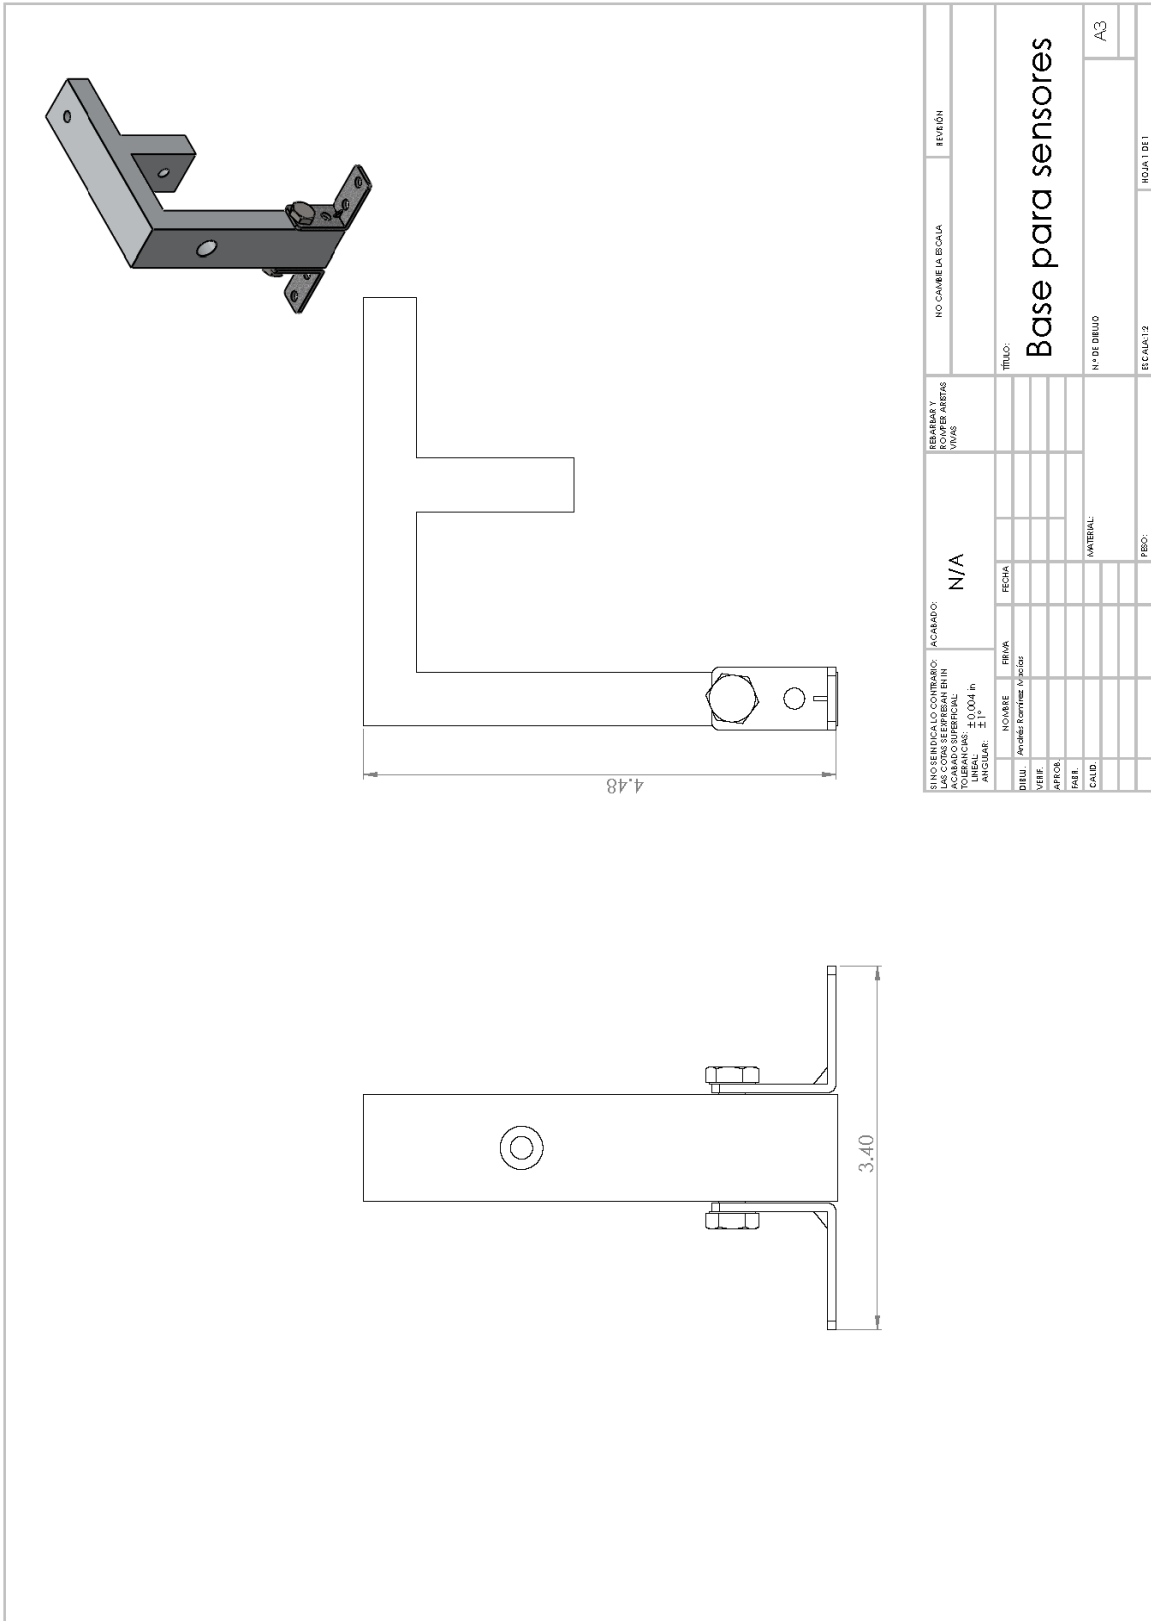 4.48
3.40
SI NO SE INDICA LO CONTRARIO:
LAS COTAS SE EXPRESAN EN IN
ACABADO SUPERFICIAL:
TOLERANCIAS: ±0.004 in
LINEAL:
ANGULAR: ±1°
ACABADO:
N/A
REBARBAR Y
ROMPER ARISTAS
VIVAS
NO CAMBIE LA ESCALA
REVISIÓN
NOMBRE
FIRMA
FECHA
DIBUJ.
Andrés Ramírez Macías
VERIF.
APROB.
FABR.
CALID.
TÍTULO:
Base para sensores
MATERIAL:
N.º DE DIBUJO
A3
PESO:
ESCALA:1:2
HOJA 1 DE 1